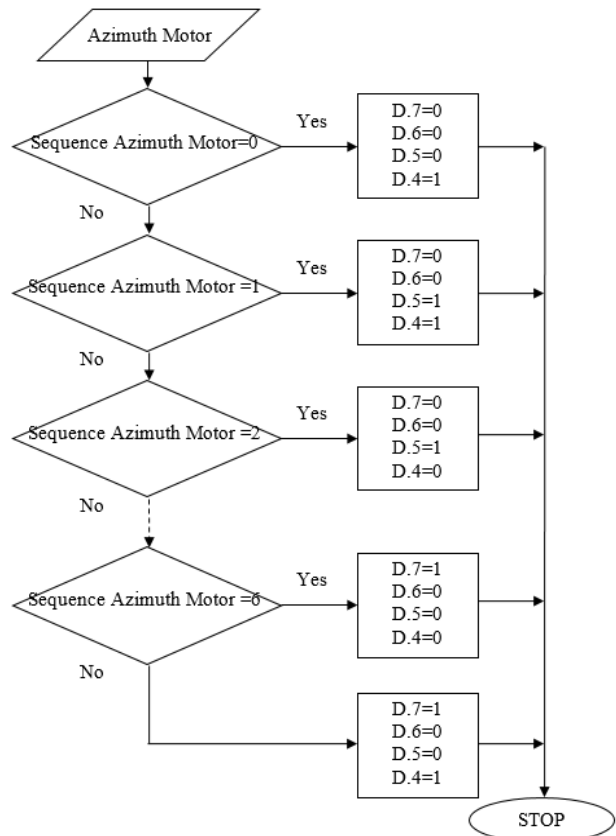 Azimuth Motor
Sequence Azimuth Motor=0
Yes
D.7=0
D.6=0
D.5=0
D.4=1
No
Sequence Azimuth Motor =1
Yes
D.7=0
D.6=0
D.5=1
D.4=1
No
Sequence Azimuth Motor =2
Yes
D.7=0
D.6=0
D.5=1
D.4=0
No
Sequence Azimuth Motor =6
Yes
D.7=1
D.6=0
D.5=0
D.4=0
No
D.7=1
D.6=0
D.5=0
D.4=1
STOP